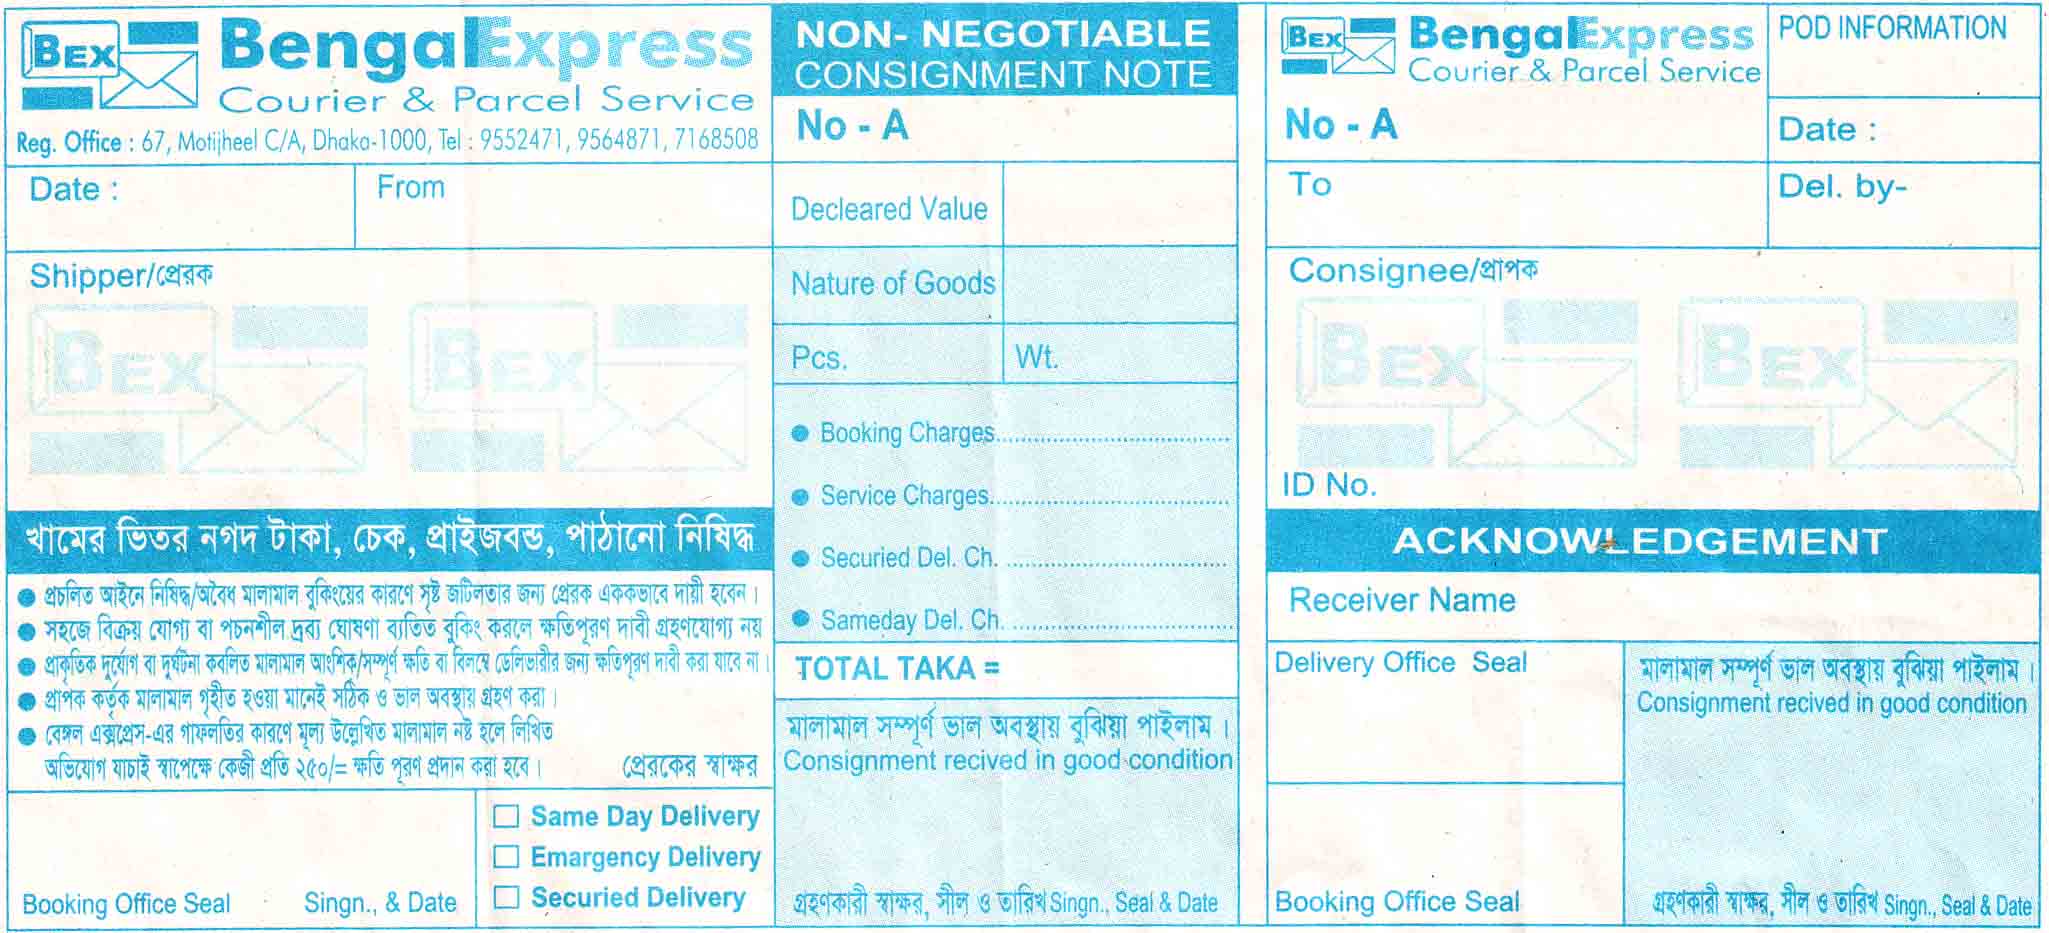 BEX BengalExpress
Courier & Parcel Service
Reg. Office : 67, Motijheel C/A, Dhaka-1000, Tel : 9552471, 9564871, 7168508
Date :
From
Shipper/প্রেরক
BEX BEX
খামের ভিতর নগদ টাকা, চেক, প্রাইজবন্ড, পাঠানো নিষিদ্ধ
● প্রচলিত আইনে নিষিদ্ধ/অবৈধ মালামাল বুকিংয়ের কারণে সৃষ্ট জটিলতার জন্য প্রেরক এককভাবে দায়ী হবেন।
● সহজে বিক্রয় যোগ্য বা পচনশীল দ্রব্য ঘোষণা ব্যতিত বুকিং করলে ক্ষতিপূরণ দাবী গ্রহণযোগ্য নয়
● প্রাকৃতিক দুর্যোগ বা দুর্ঘটনা কবলিত মালামাল আংশিক/সম্পূর্ণ ক্ষতি বা বিলম্বে ডেলিভারীর জন্য ক্ষতিপূরণ দাবী করা যাবে না।
● প্রাপক কর্তৃক মালামাল গৃহীত হওয়া মানেই সঠিক ও ভাল অবস্থায় গ্রহণ করা।
● বেঙ্গল এক্সপ্রেস-এর গাফলতির কারণে মূল্য উল্লেখিত মালামাল নষ্ট হলে লিখিত
অভিযোগ যাচাই স্বাপেক্ষে কেজী প্রতি ২৫০/= ক্ষতি পূরণ প্রদান করা হবে।
প্রেরকের স্বাক্ষর
Booking Office Seal
Singn., & Date
Same Day Delivery
Emargency Delivery
Securied Delivery
NON- NEGOTIABLE
CONSIGNMENT NOTE
No - A
Decleared Value
Nature of Goods
Pcs.
Wt.
● Booking Charges..........................................
● Service Charges...........................................
● Securied Del. Ch. .........................................
● Sameday Del. Ch. ........................................
TOTAL TAKA =
মালামাল সম্পূর্ণ ভাল অবস্থায় বুঝিয়া পাইলাম।
Consignment recived in good condition
গ্রহণকারী স্বাক্ষর, সীল ও তারিখ Singn., Seal & Date
BEX BengalExpress
Courier & Parcel Service
No - A
POD INFORMATION
Date :
To
Del. by-
Consignee/প্রাপক
BEX BEX
ID No.
ACKNOWLEDGEMENT
Receiver Name
Delivery Office Seal
মালামাল সম্পূর্ণ ভাল অবস্থায় বুঝিয়া পাইলাম।
Consignment recived in good condition
Booking Office Seal
গ্রহণকারী স্বাক্ষর, সীল ও তারিখ Singn., Seal & Date